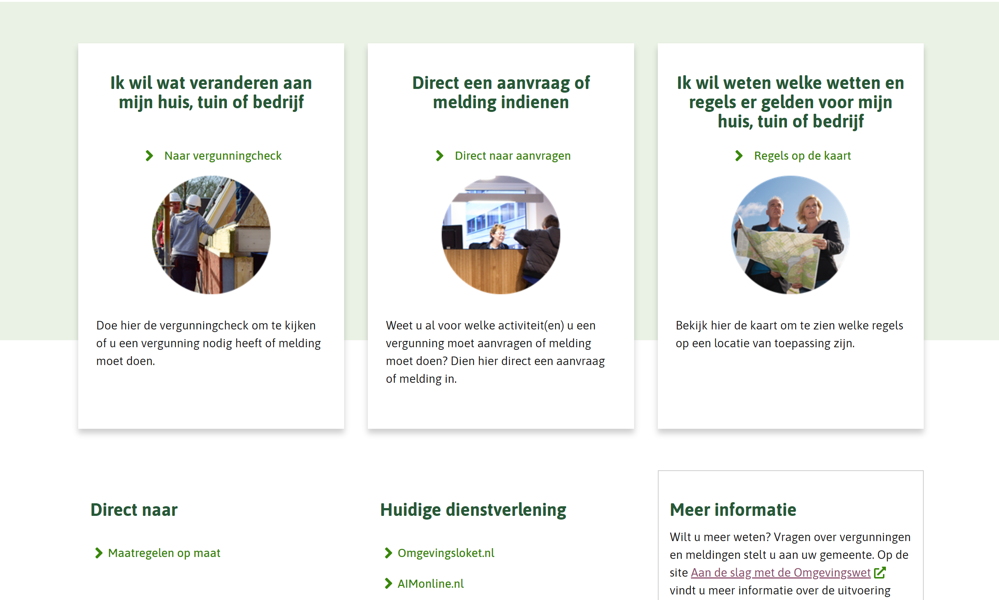 Ik wil wat veranderen aan
mijn huis, tuin of bedrijf
Naar vergunningcheck
Doe hier de vergunningcheck om te kijken
of u een vergunning nodig heeft of melding
moet doen.
Direct een aanvraag of
melding indienen
Direct naar aanvragen
Weet u al voor welke activiteit(en) u een
vergunning moet aanvragen of melding
moet doen? Dien hier direct een aanvraag
of melding in.
Ik wil weten welke wetten en
regels er gelden voor mijn
huis, tuin of bedrijf
Regels op de kaart
Bekijk hier de kaart om te zien welke regels
op een locatie van toepassing zijn.
Direct naar
Maatregelen op maat
Huidige dienstverlening
Omgevingsloket.nl
AIMonline.nl
Meer informatie
Wilt u meer weten? Vragen over vergunningen
en meldingen stelt u aan uw gemeente. Op de
site Aan de slag met de Omgevingswet
vindt u meer informatie over de uitvoering